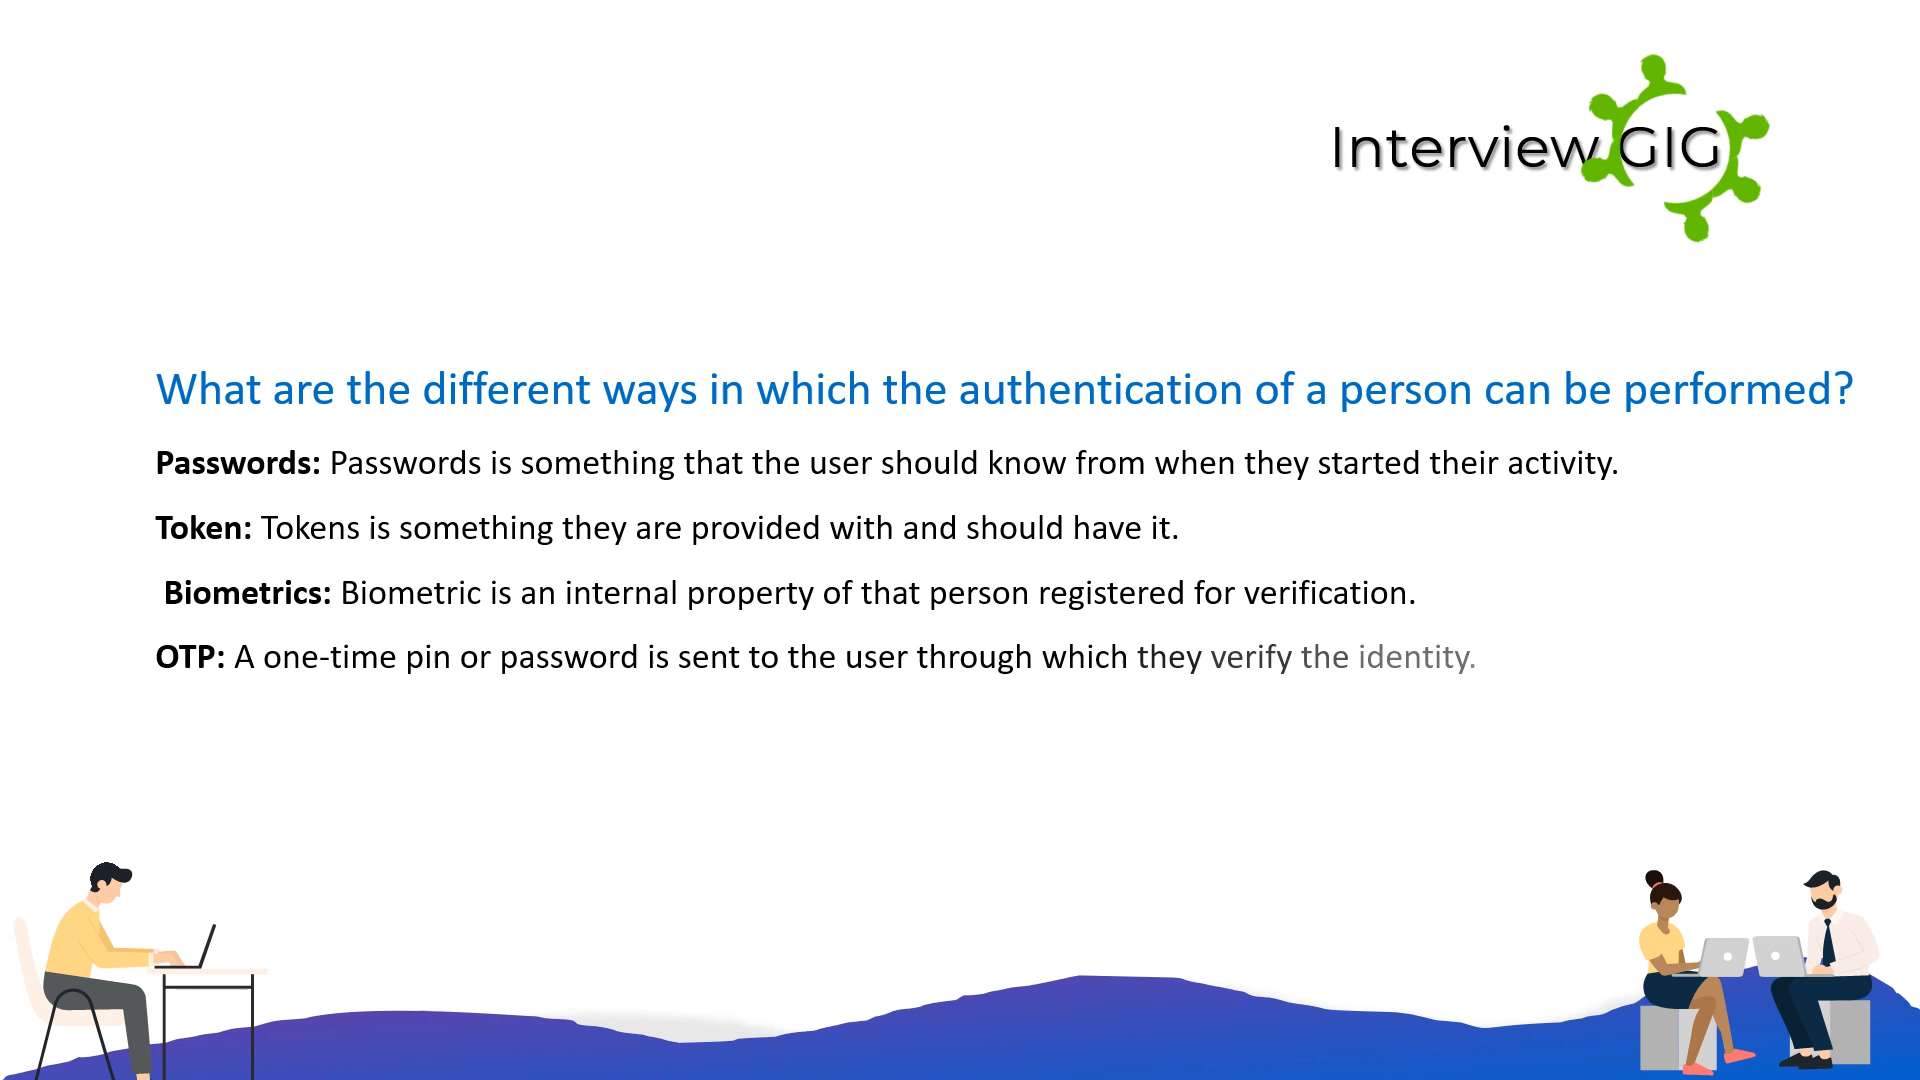 Interview GIG
What are the different ways in which the authentication of a person can be performed?
Passwords: Passwords is something that the user should know from when they started their activity.
Token: Tokens is something they are provided with and should have it.
Biometrics: Biometric is an internal property of that person registered for verification.
OTP: A one-time pin or password is sent to the user through which they verify the identity.